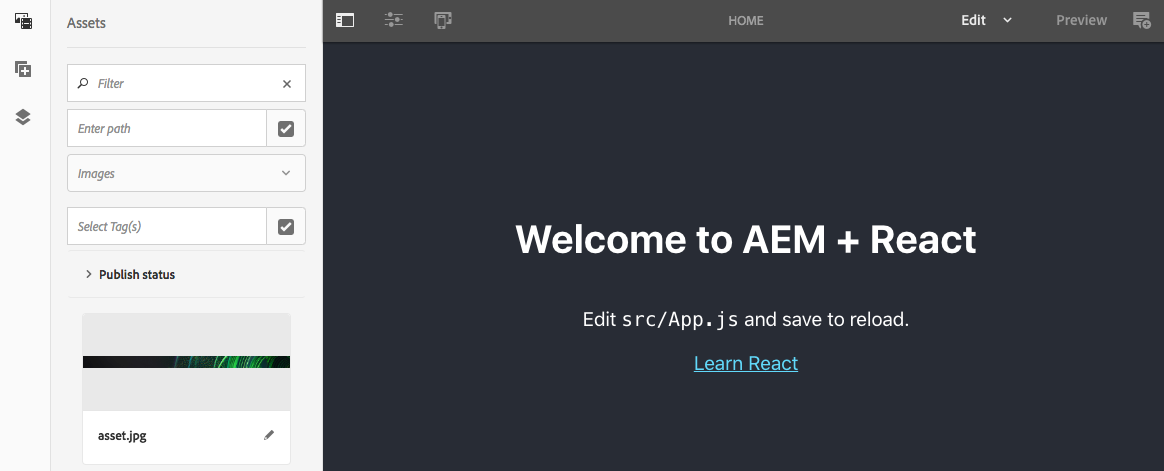 Assets
Filter
Enter path
Images
Select Tag(s)
Publish status
asset.jpg
HOME
Edit
Preview
Welcome to AEM + React
Edit src/App.js and save to reload.
Learn React